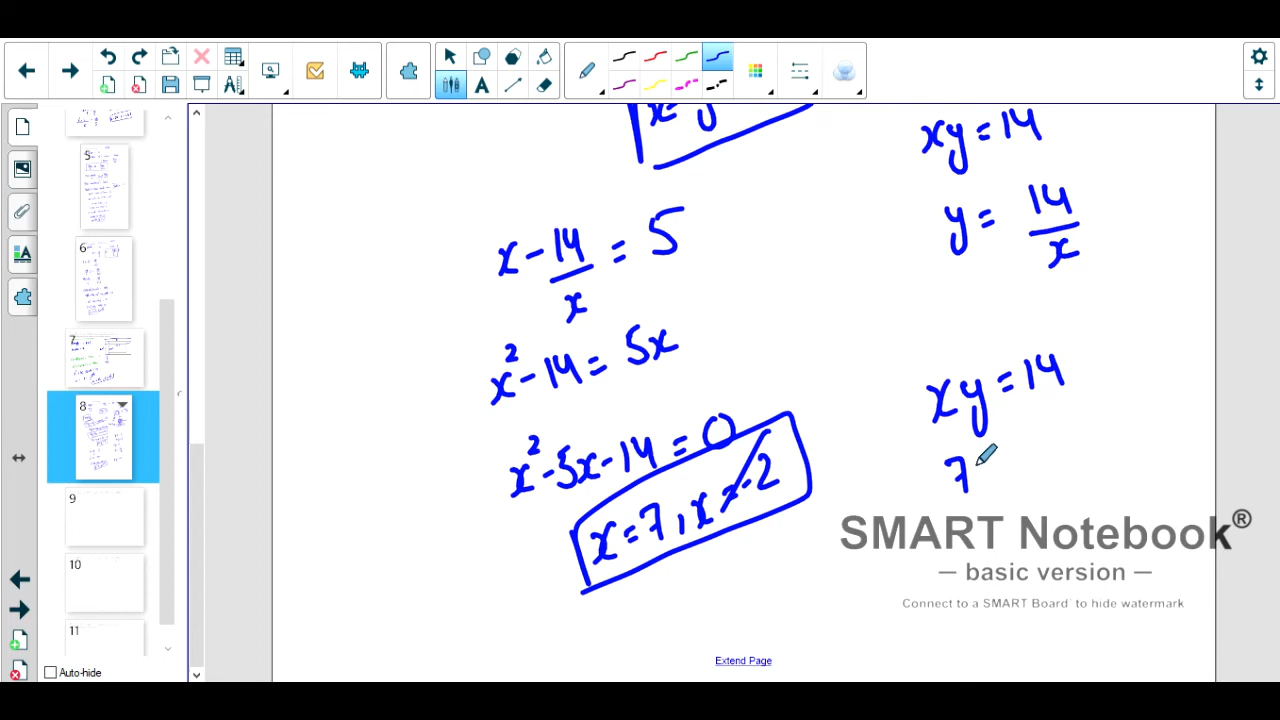 xy = 14
y = 14/x
x - 14/x = 5
x² - 14 = 5x
xy = 14
x² - 5x - 14 = 0
7
x = 7, x = -2
SMART Notebook®
— basic version —
Connect to a SMART Board™ to hide watermark
Extend Page
5
6
7
8
9
10
11
Auto-hide